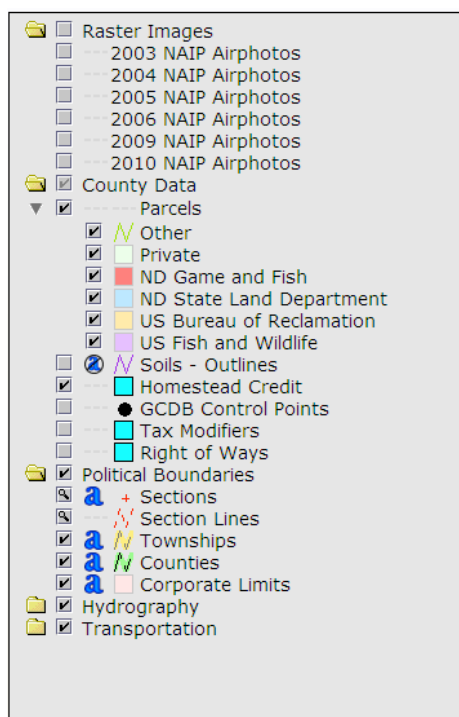 Raster Images
2003 NAIP Airphotos
2004 NAIP Airphotos
2005 NAIP Airphotos
2006 NAIP Airphotos
2009 NAIP Airphotos
2010 NAIP Airphotos
County Data
Parcels
Other
Private
ND Game and Fish
ND State Land Department
US Bureau of Reclamation
US Fish and Wildlife
a Soils - Outlines
Homestead Credit
GCDB Control Points
Tax Modifiers
Right of Ways
Political Boundaries
a Sections
Section Lines
a Townships
a Counties
a Corporate Limits
Hydrography
Transportation